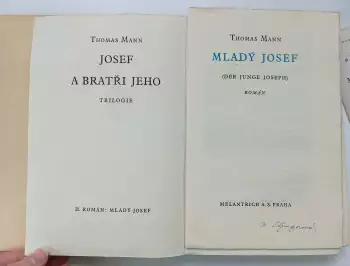 THOMAS MANN
JOSEF
A BRATŘI JEHO
TRILOGIE
II. ROMÁN: MLADÝ JOSEF
THOMAS MANN
MLADÝ JOSEF
(DER JUNGE JOSEPH)
ROMÁN
MELANTRICH A. S. PRAHA